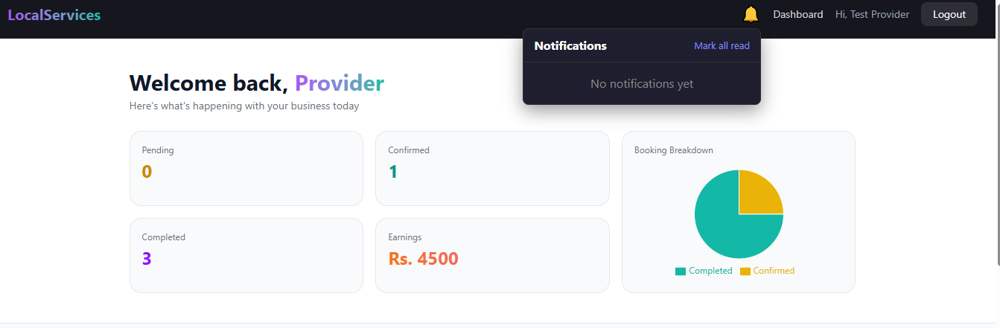 LocalServices
🔔 Dashboard Hi, Test Provider Logout
Notifications Mark all read
No notifications yet
Welcome back, Provider
Here's what's happening with your business today
Pending
0
Confirmed
1
Booking Breakdown
Completed
3
Earnings
Rs. 4500
Completed Confirmed